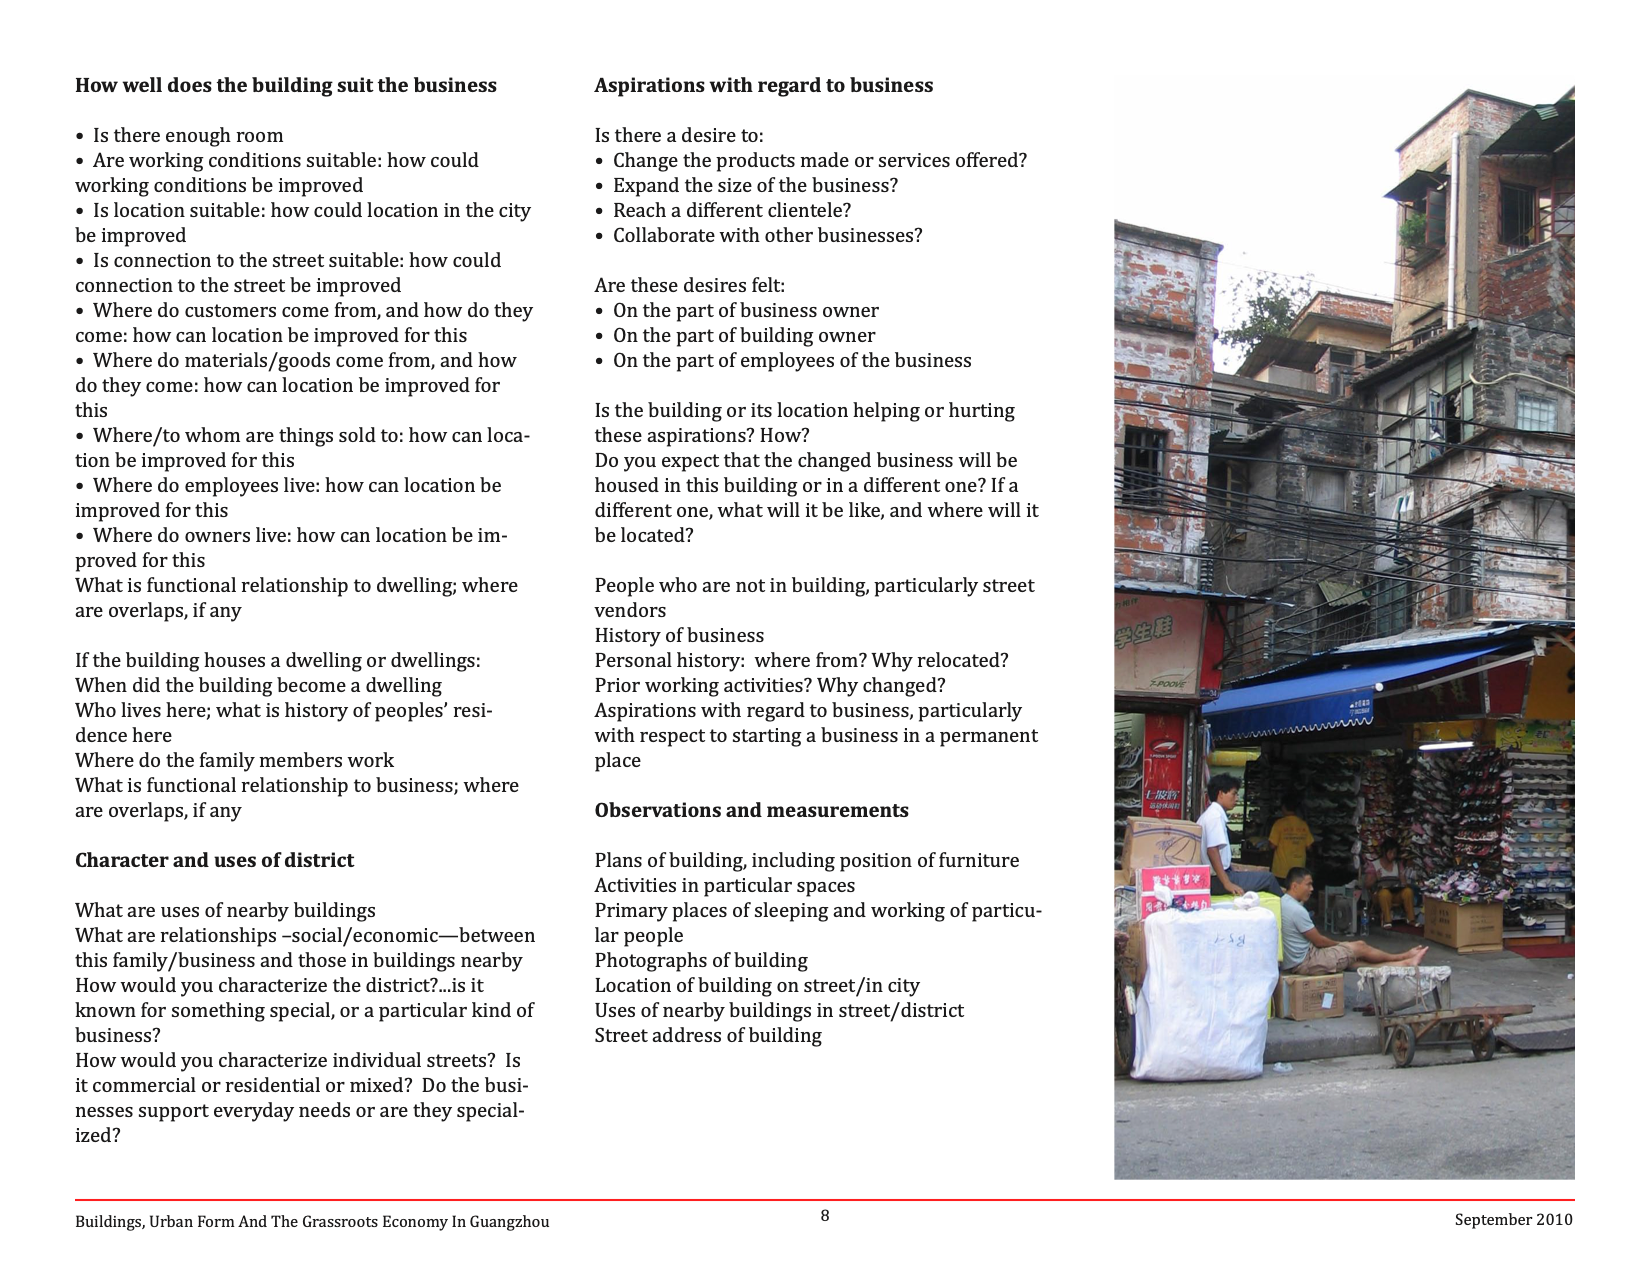 How well does the building suit the business
• Is there enough room
• Are working conditions suitable: how could
working conditions be improved
• Is location suitable: how could location in the city
be improved
• Is connection to the street suitable: how could
connection to the street be improved
• Where do customers come from, and how do they
come: how can location be improved for this
• Where do materials/goods come from, and how
do they come: how can location be improved for
this
• Where/to whom are things sold to: how can loca-
tion be improved for this
• Where do employees live: how can location be
improved for this
• Where do owners live: how can location be im-
proved for this
What is functional relationship to dwelling; where
are overlaps, if any
If the building houses a dwelling or dwellings:
When did the building become a dwelling
Who lives here; what is history of peoples’ resi-
dence here
Where do the family members work
What is functional relationship to business; where
are overlaps, if any
Character and uses of district
What are uses of nearby buildings
What are relationships –social/economic—between
this family/business and those in buildings nearby
How would you characterize the district?...is it
known for something special, or a particular kind of
business?
How would you characterize individual streets?  Is
it commercial or residential or mixed?  Do the busi-
nesses support everyday needs or are they special-
ized?
Aspirations with regard to business
Is there a desire to:
• Change the products made or services offered?
• Expand the size of the business?
• Reach a different clientele?
• Collaborate with other businesses?
Are these desires felt:
• On the part of business owner
• On the part of building owner
• On the part of employees of the business
Is the building or its location helping or hurting
these aspirations? How?
Do you expect that the changed business will be
housed in this building or in a different one? If a
different one, what will it be like, and where will it
be located?
People who are not in building, particularly street
vendors
History of business
Personal history:  where from? Why relocated?
Prior working activities? Why changed?
Aspirations with regard to business, particularly
with respect to starting a business in a permanent
place
Observations and measurements
Plans of building, including position of furniture
Activities in particular spaces
Primary places of sleeping and working of particu-
lar people
Photographs of building
Location of building on street/in city
Uses of nearby buildings in street/district
Street address of building
学生鞋
7-POOVE
Buildings, Urban Form And The Grassroots Economy In Guangzhou
8
September 2010